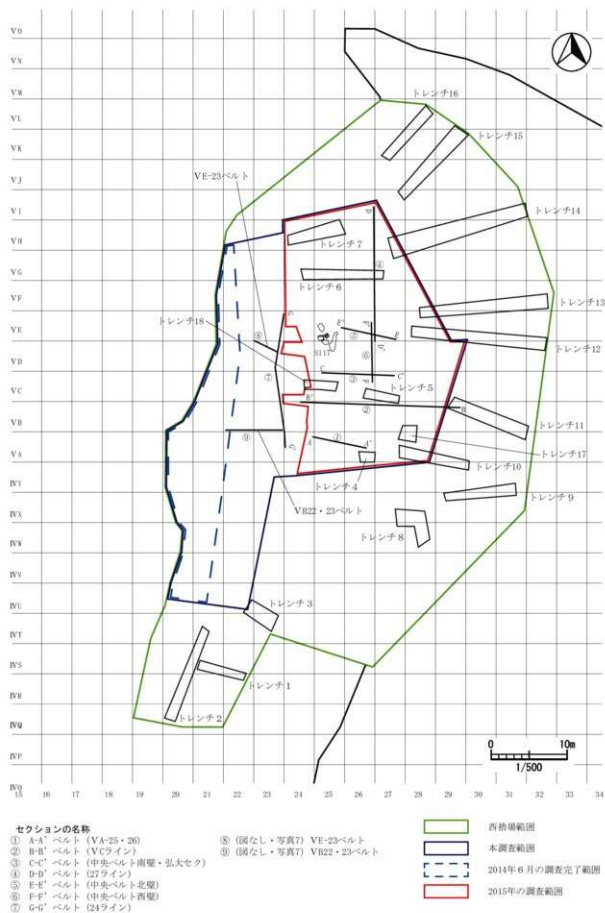 VO
VN
VM
VL
VK
VJ
VI
VH
VG
VF
VE
VD
VC
VB
VA
IVY
IVX
IVW
IVV
IVU
IVT
IVS
IVR
IVQ
IVP
IVO
15 16 17 18 19 20 21 22 23 24 25 26 27 28 29 30 31 32 33 34
トレンチ16
トレンチ15
VE-23ベルト
トレンチ14
トレンチ7
トレンチ6
トレンチ13
トレンチ18
SI17
トレンチ12
トレンチ5
トレンチ11
トレンチ17
トレンチ10
トレンチ4
トレンチ9
VB22・23ベルト
トレンチ8
トレンチ3
トレンチ1
トレンチ2
D
④
G
⑧
E'
⑤
F'
E
D'
⑥
⑦
C
③
C'
F
B'
②
B
⑨
G'
A
①
A'
0 10m
1/500
セクションの名称
① A-A' ベルト (VA-25・26)
② B-B' ベルト (VCライン)
③ C-C' ベルト (中央ベルト南壁・弘大セク)
④ D-D' ベルト (27ライン)
⑤ E-E' ベルト (中央ベルト北壁)
⑥ F-F' ベルト (中央ベルト西壁)
⑦ G-G' ベルト (24ライン)
⑧ (図なし・写真7) VE-23ベルト
⑨ (図なし・写真7) VB22・23ベルト
西捨場範囲
本調査範囲
2014年6月の調査完了範囲
2015年の調査範囲